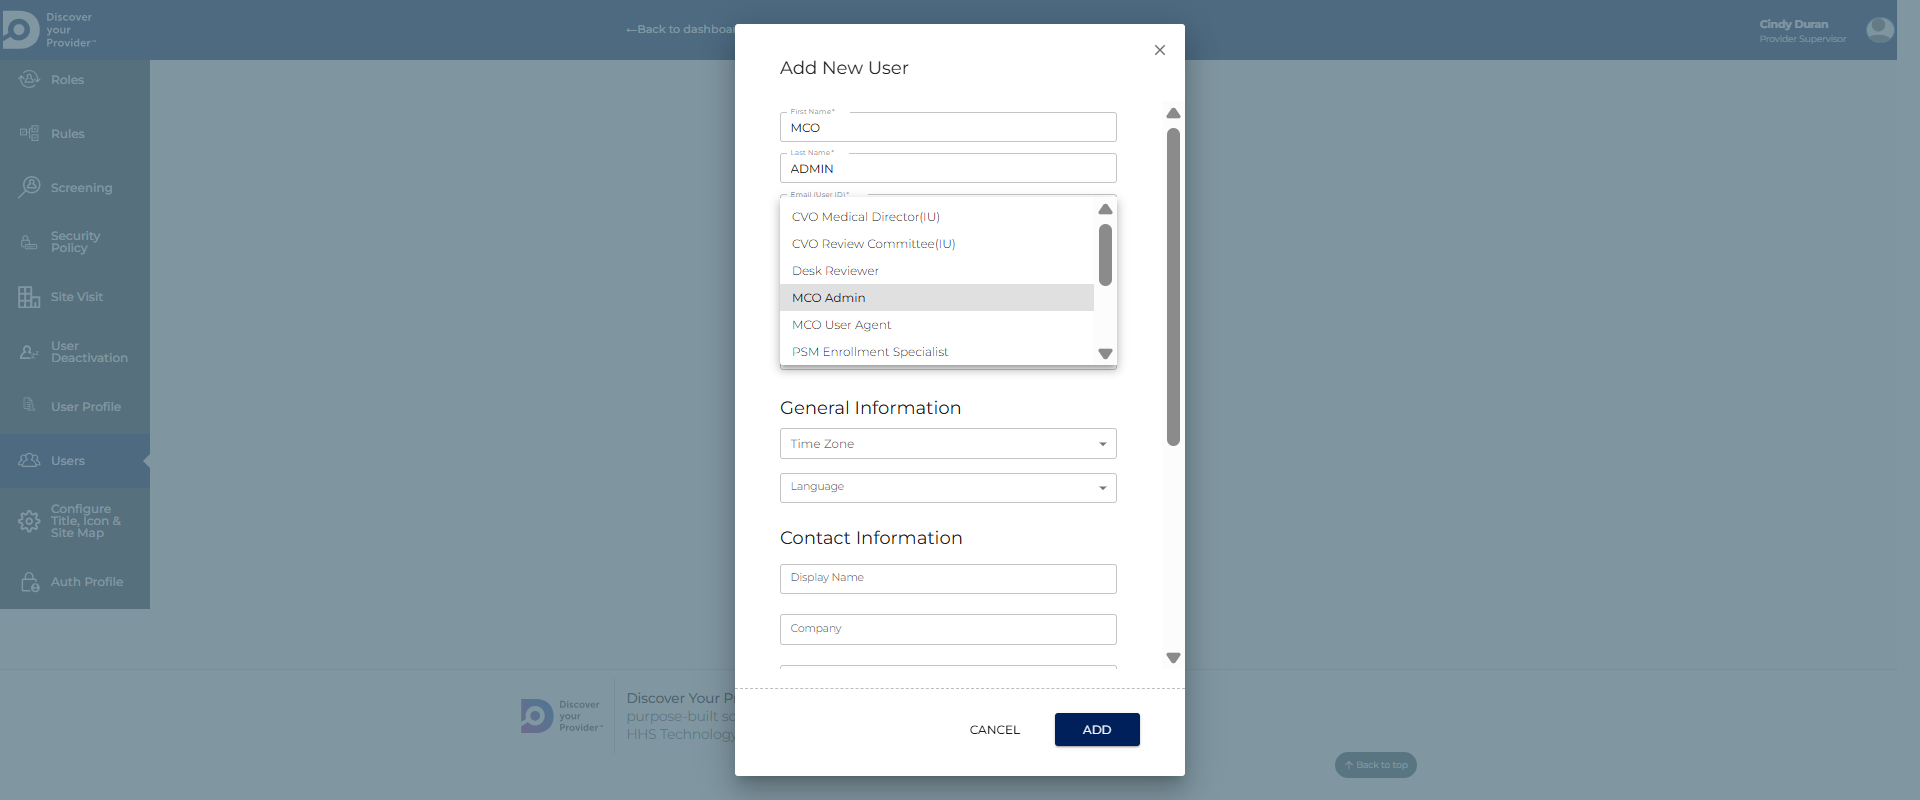 Discover
your
Provider™
←Back to dashboar
Cindy Duran
Provider Supervisor
Roles
Rules
Screening
Security
Policy
Site Visit
User
Deactivation
User Profile
Users
Configure
Title, Icon &
Site Map
Auth Profile
Add New User
First Name*
MCO
Last Name*
ADMIN
Email (User ID)*
CVO Medical Director(IU)
CVO Review Committee(IU)
Desk Reviewer
MCO Admin
MCO User Agent
PSM Enrollment Specialist
General Information
Time Zone
Language
Contact Information
Display Name
Company
CANCEL
ADD
Discover
your
Provider™
Discover Your P
purpose-built so
HHS Technology
↑ Back to top